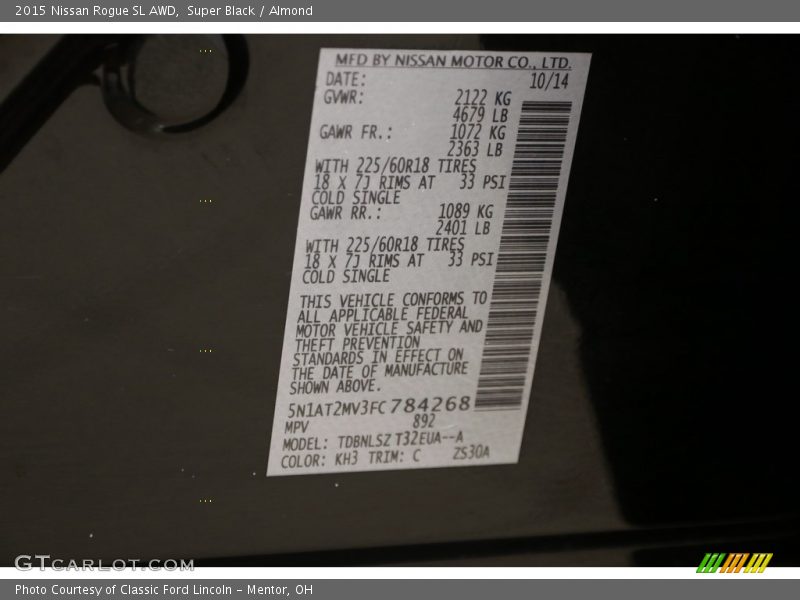 2015 Nissan Rogue SL AWD, Super Black / Almond
MFD BY NISSAN MOTOR CO., LTD.
DATE: 10/14
GVWR: 2122 KG
4679 LB
GAWR FR.: 1072 KG
2363 LB
WITH 225/60R18 TIRES
18 X 7J RIMS AT 33 PSI
COLD SINGLE
GAWR RR.: 1089 KG
2401 LB
WITH 225/60R18 TIRES
18 X 7J RIMS AT 33 PSI
COLD SINGLE
THIS VEHICLE CONFORMS TO
ALL APPLICABLE FEDERAL
MOTOR VEHICLE SAFETY AND
THEFT PREVENTION
STANDARDS IN EFFECT ON
THE DATE OF MANUFACTURE
SHOWN ABOVE.
5N1AT2MV3FC784268
MPV 892
MODEL: TDBNLSZ T32EUA--A
COLOR: KH3 TRIM: C ZS30A
GTCARLOT.COM
Photo Courtesy of Classic Ford Lincoln - Mentor, OH